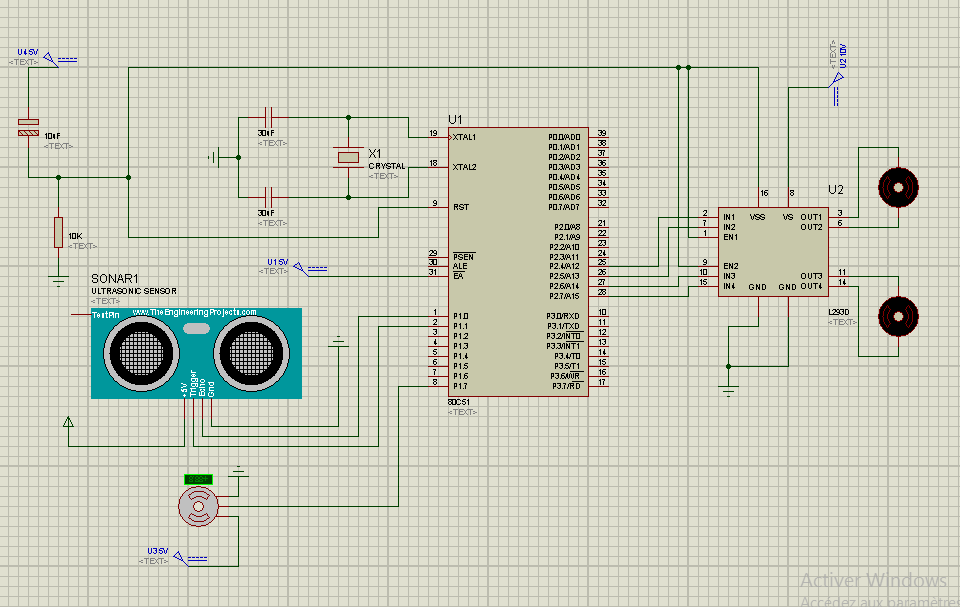 U4 5V
<TEXT>
10uF
<TEXT>
10K
<TEXT>
30uF
<TEXT>
30uF
<TEXT>
X1
CRYSTAL
<TEXT>
U1 5V
<TEXT>
U1
19 XTAL1
18 XTAL2
9 RST
29 PSEN
30 ALE
31 EA
1 P1.0
2 P1.1
3 P1.2
4 P1.3
5 P1.4
6 P1.5
7 P1.6
8 P1.7
P0.0/AD0 39
P0.1/AD1 38
P0.2/AD2 37
P0.3/AD3 36
P0.4/AD4 35
P0.5/AD5 34
P0.6/AD6 33
P0.7/AD7 32
P2.0/A8 21
P2.1/A9 22
P2.2/A10 23
P2.3/A11 24
P2.4/A12 25
P2.5/A13 26
P2.6/A14 27
P2.7/A15 28
P3.0/RXD 10
P3.1/TXD 11
P3.2/INT0 12
P3.3/INT1 13
P3.4/T0 14
P3.5/T1 15
P3.6/WR 16
P3.7/RD 17
80C51
<TEXT>
U2 10V
<TEXT>
U2
16 8
VSS VS
2 IN1
7 IN2
1 EN1
9 EN2
10 IN3
15 IN4
OUT1 3
OUT2 6
OUT3 11
OUT4 14
GND GND
L293D
<TEXT>
SONAR1
ULTRASONIC SENSOR
<TEXT>
TestPin
www.TheEngineeringProjects.com
+5V
Trigger
Echo
Gnd
U3 5V
<TEXT>
Activer Windows
Accédez aux paramètres